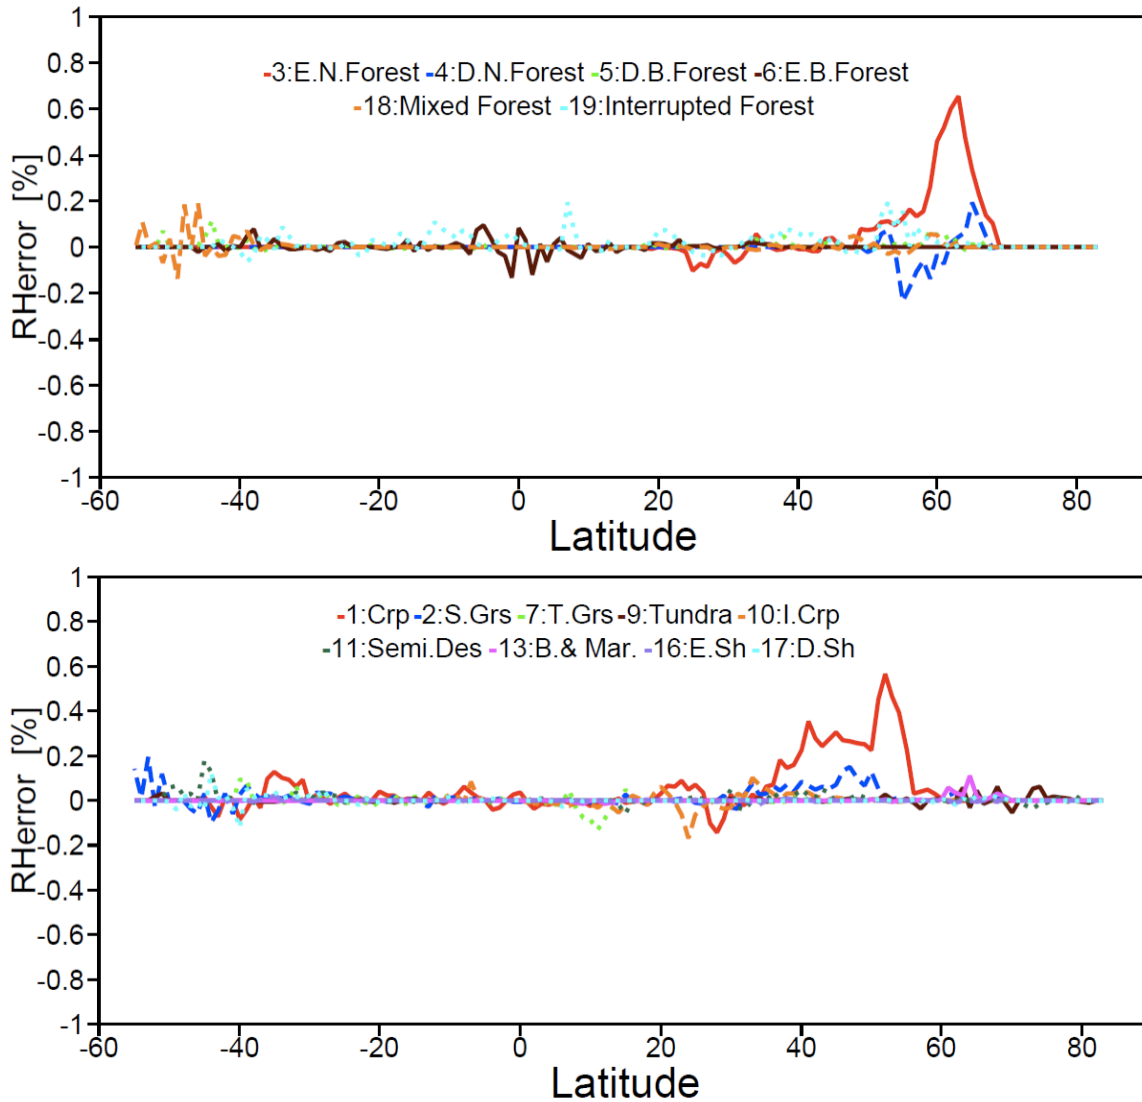 1
0.8
0.6
0.4
0.2
0
-0.2
-0.4
-0.6
-0.8
-1
RHerror [%]
3:E.N.Forest 4:D.N.Forest 5:D.B.Forest 6:E.B.Forest
18:Mixed Forest 19:Interrupted Forest
-60 -40 -20 0 20 40 60 80
Latitude
1
0.8
0.6
0.4
0.2
0
-0.2
-0.4
-0.6
-0.8
-1
RHerror [%]
1:Crp 2:S.Grs 7:T.Grs 9:Tundra 10:I.Crp
11:Semi.Des 13:B.& Mar. 16:E.Sh 17:D.Sh
-60 -40 -20 0 20 40 60 80
Latitude